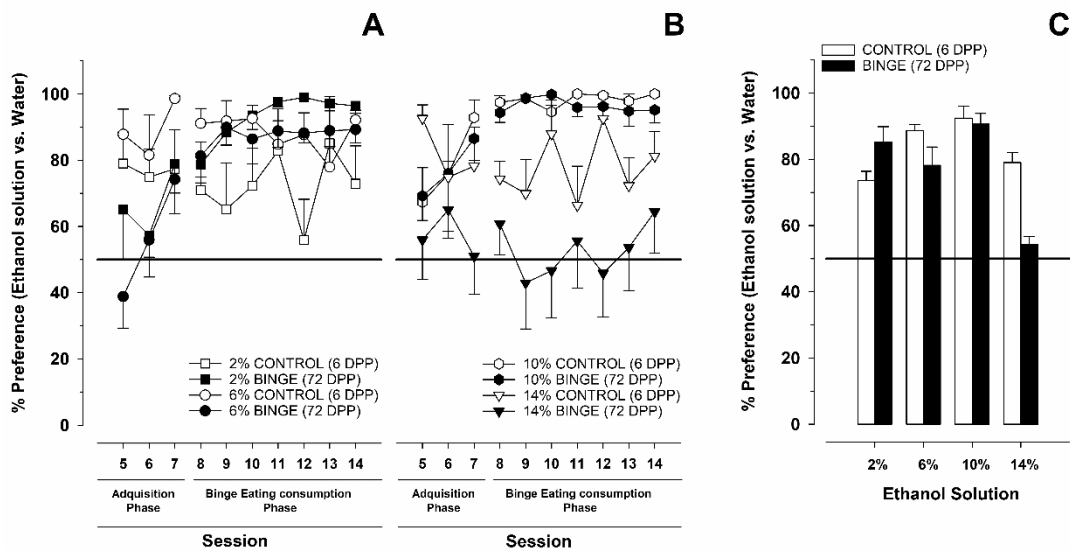 A
B
C
CONTROL (6 DPP)
BINGE (72 DPP)
% Preference (Ethanol solution vs. Water)
100
80
60
40
20
0
2% CONTROL (6 DPP)
2% BINGE (72 DPP)
6% CONTROL (6 DPP)
6% BINGE (72 DPP)
10% CONTROL (6 DPP)
10% BINGE (72 DPP)
14% CONTROL (6 DPP)
14% BINGE (72 DPP)
5 6 7 8 9 10 11 12 13 14
Adquisition
Phase
Binge Eating consumption
Phase
Session
5 6 7 8 9 10 11 12 13 14
Adquisition
Phase
Binge Eating consumption
Phase
Session
% Preference (Ethanol solution vs. Water)
100
80
60
40
20
0
2% 6% 10% 14%
Ethanol Solution